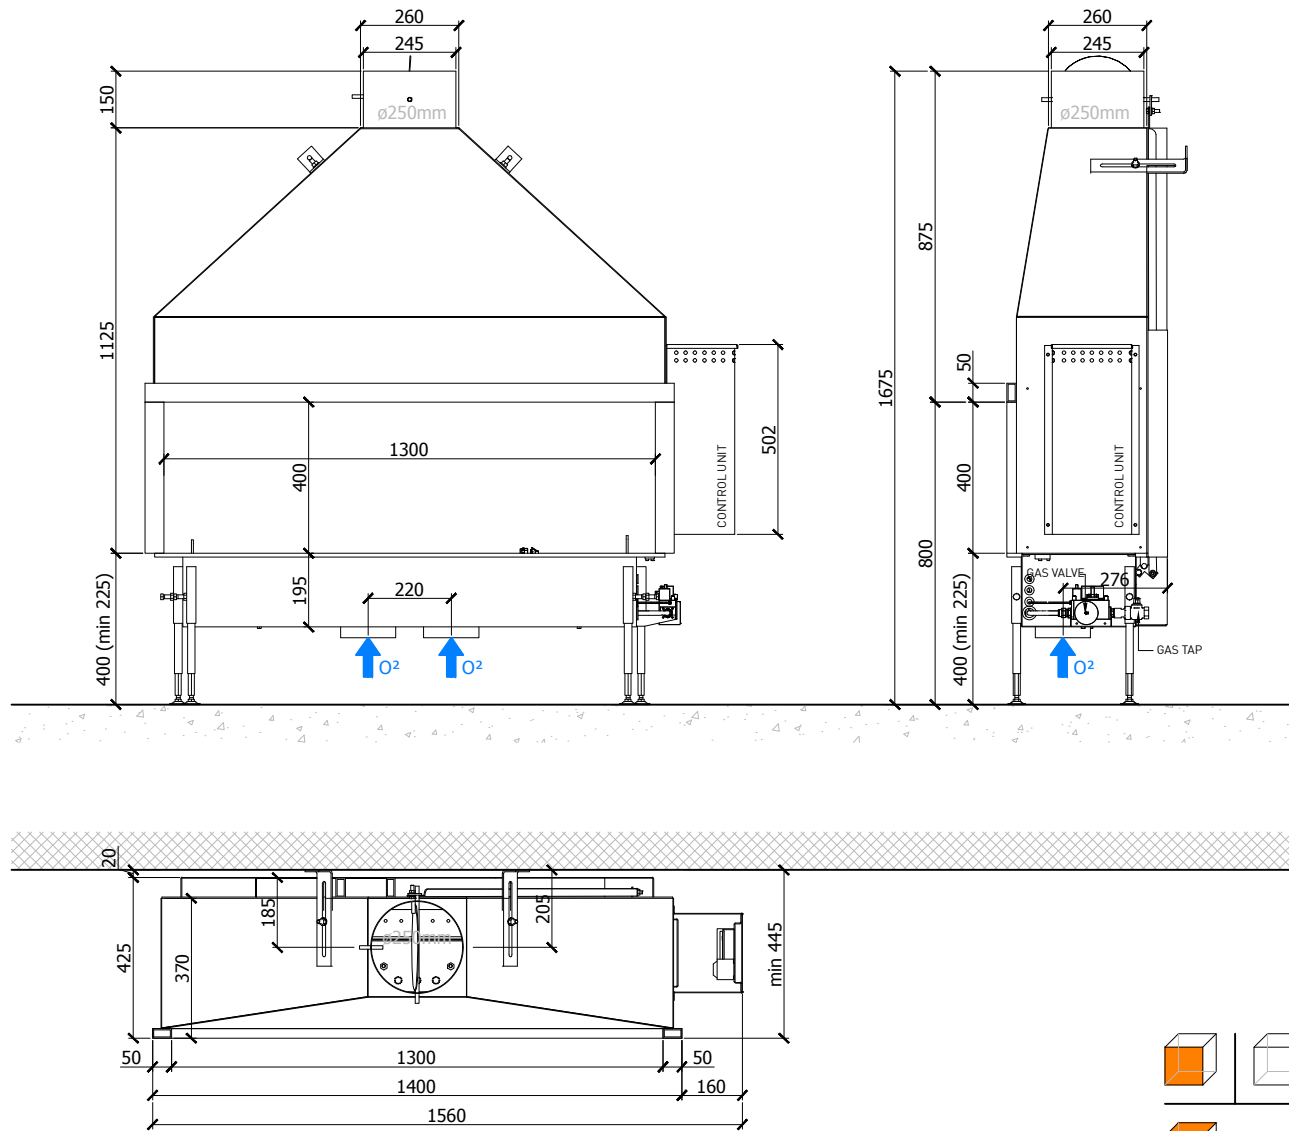 260
245
150
ø250mm
1125
1300
400
502
CONTROL UNIT
400 (min 225)
195
220
O²
O²
260
245
ø250mm
875
1675
50
400
800
CONTROL UNIT
GAS VALVE
276
400 (min 225)
O²
GAS TAP
20
185
205
ø250mm
425
370
min 445
50
1300
50
1400
160
1560